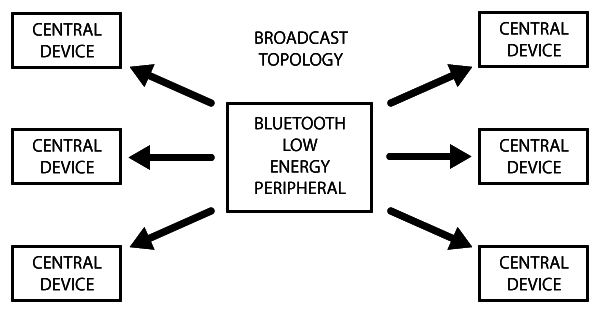 CENTRAL
DEVICE
BROADCAST
TOPOLOGY
CENTRAL
DEVICE
CENTRAL
DEVICE
BLUETOOTH
LOW
ENERGY
PERIPHERAL
CENTRAL
DEVICE
CENTRAL
DEVICE
CENTRAL
DEVICE